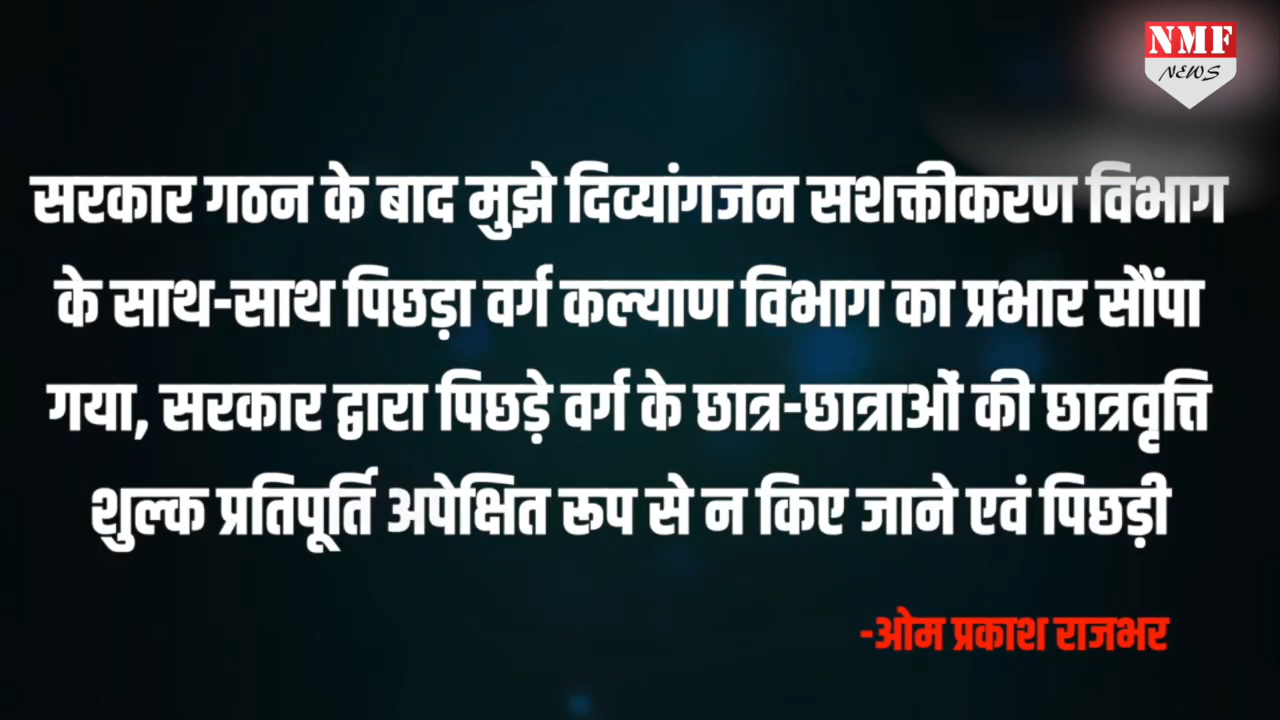 NMF
NEWS
सरकार गठन के बाद मुझे दिव्यांगजन सशक्तीकरण विभाग
के साथ-साथ पिछड़ा वर्ग कल्याण विभाग का प्रभार सौंपा
गया, सरकार द्वारा पिछड़े वर्ग के छात्र-छात्राओं की छात्रवृत्ति
शुल्क प्रतिपूर्ति अपेक्षित रूप से न किए जाने एवं पिछड़ी
-ओम प्रकाश राजभर